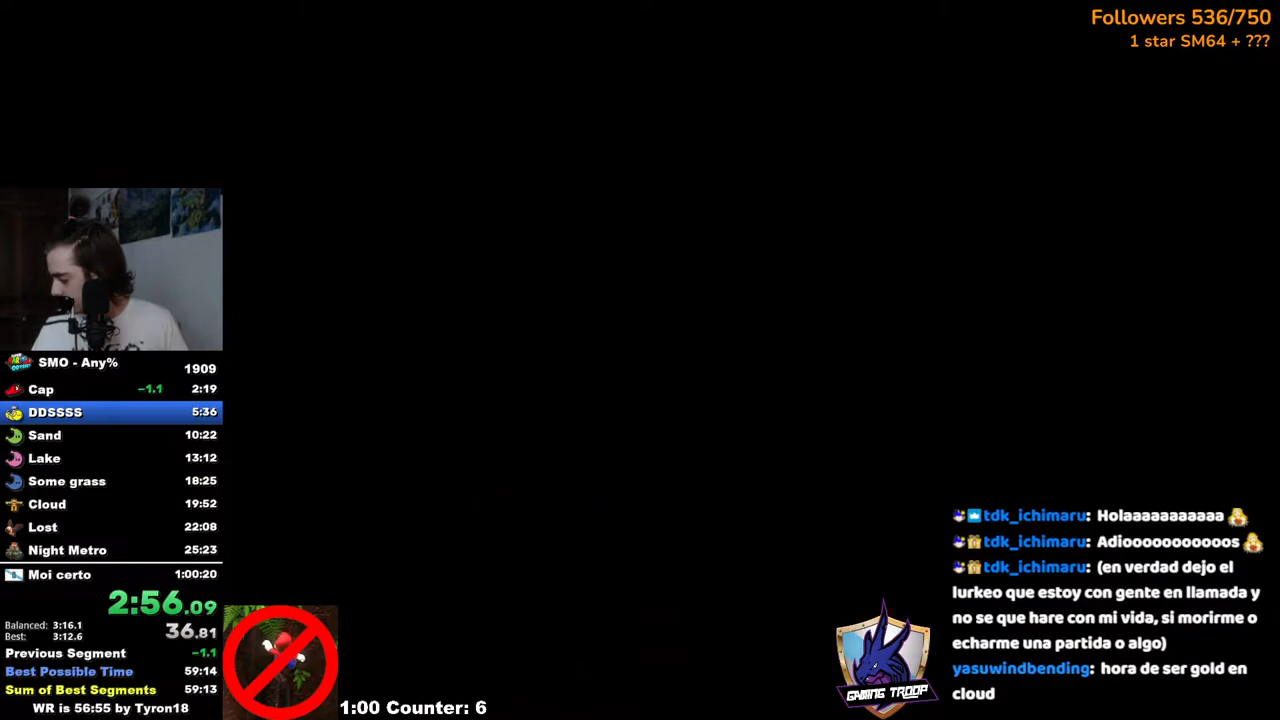 Followers 536/750
1 star SM64 + ???
SMO - Any%
1909
Cap -1.1 2:19
DDSSSS 5:36
Sand 10:22
Lake 13:12
Some grass 18:25
Cloud 19:52
Lost 22:08
Night Metro 25:23
Moi certo 1:00:20
2:56.09
Balanced: 3:16.1
Best: 3:12.6
36.81
Previous Segment -1.1
Best Possible Time 59:14
Sum of Best Segments 59:13
WR is 56:55 by Tyron18
1:00 Counter: 6
GAMING TROOP
tdk_ichimaru: Holaaaaaaaaaaa
tdk_ichimaru: Adioooooooooos
tdk_ichimaru: (en verdad dejo el
lurkeo que estoy con gente en llamada y
no se que hare con mi vida, si morirme o
echarme una partida o algo)
yasuwindbending: hora de ser gold en
cloud